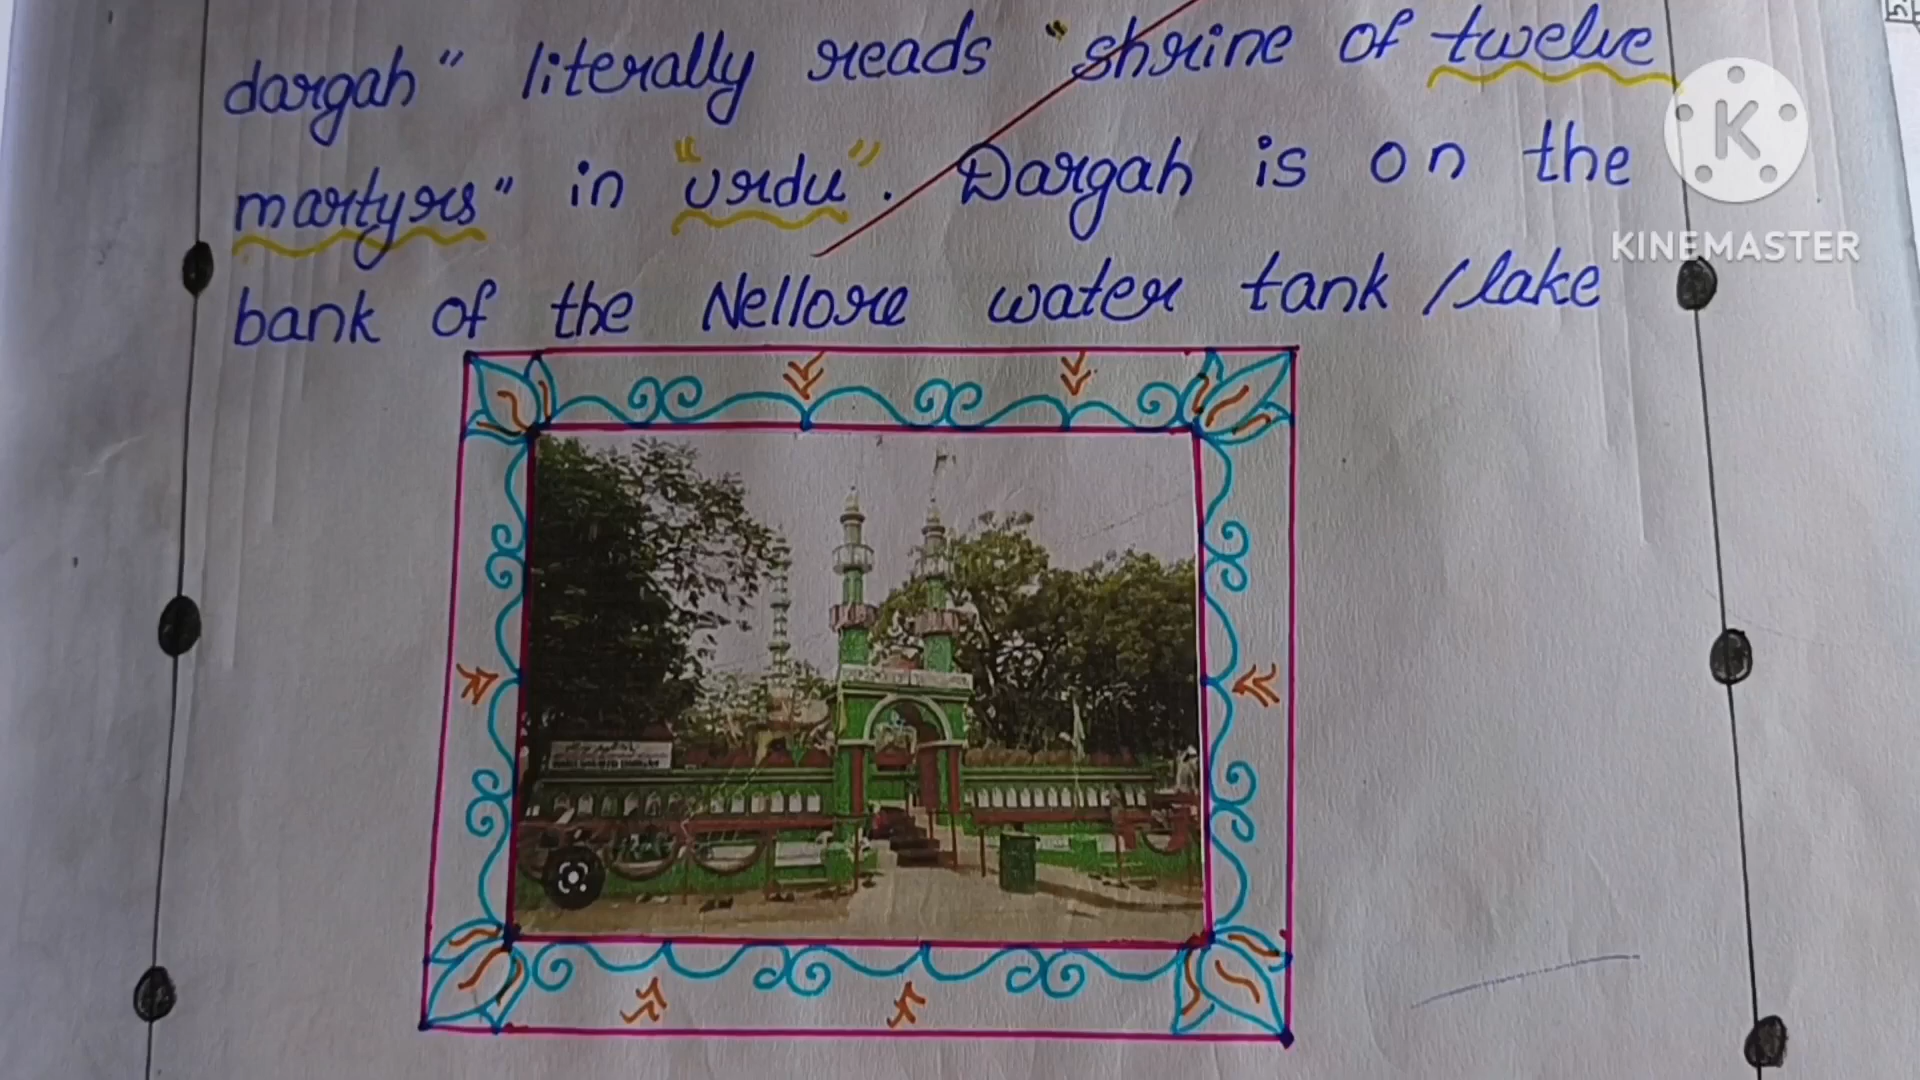 dargah" literally reads "shrine of twelve
martyrs" in "urdu". Dargah is on the
bank of the Nellore water tank / lake
KINEMASTER